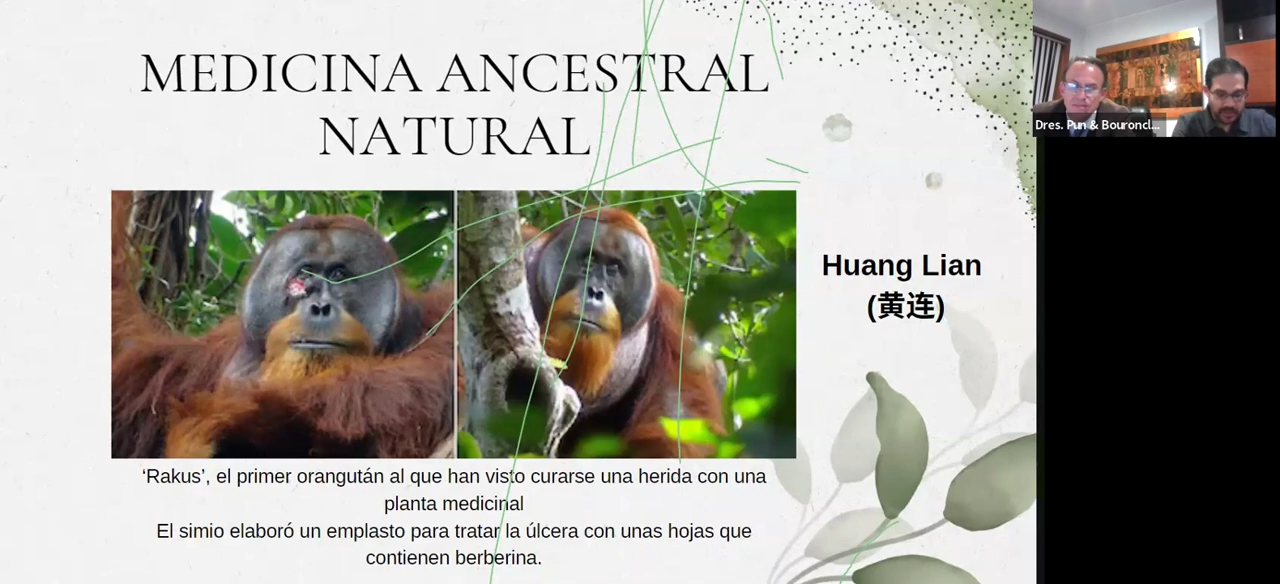 MEDICINA ANCESTRAL
NATURAL
Dres. Pun & Bouroncl...
Huang Lian
(黄连)
‘Rakus’, el primer orangután al que han visto curarse una herida con una
planta medicinal
El simio elaboró un emplasto para tratar la úlcera con unas hojas que
contienen berberina.